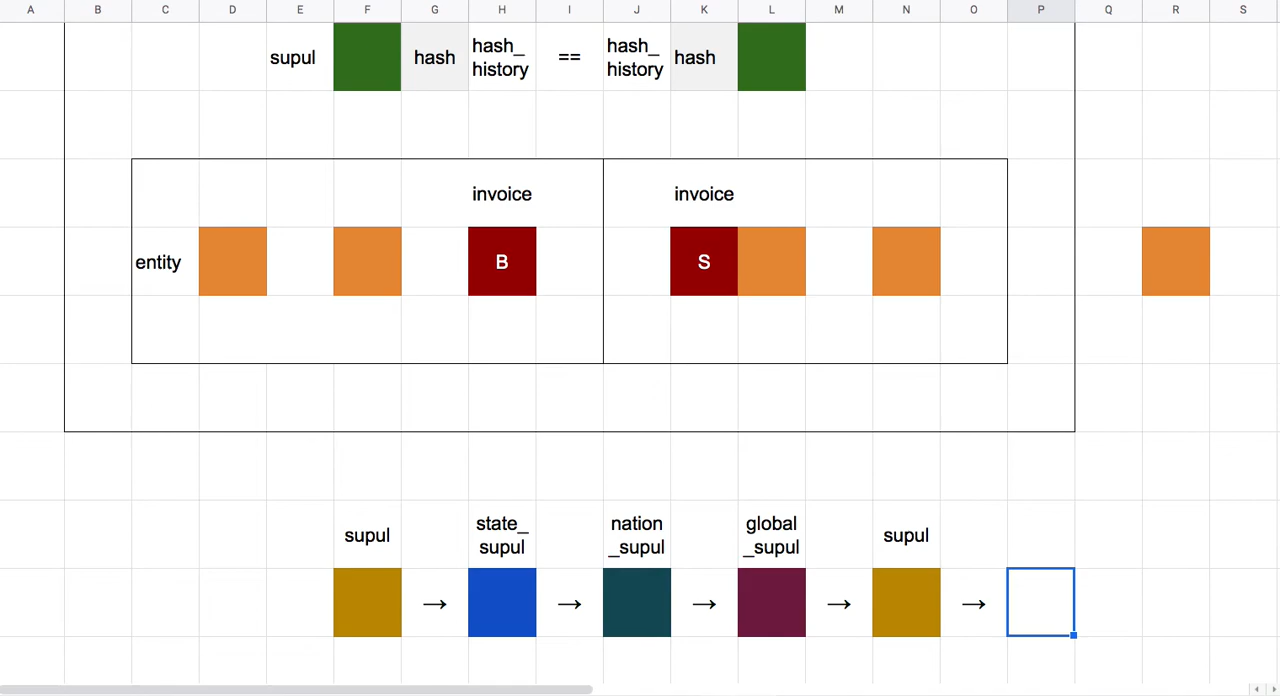 A B C D E F G H I J K L M N O P Q R S
supul hash hash_ == hash_ hash
history history
invoice invoice
entity B S
supul state_ nation global supul
supul _supul _supul
→ → → → →